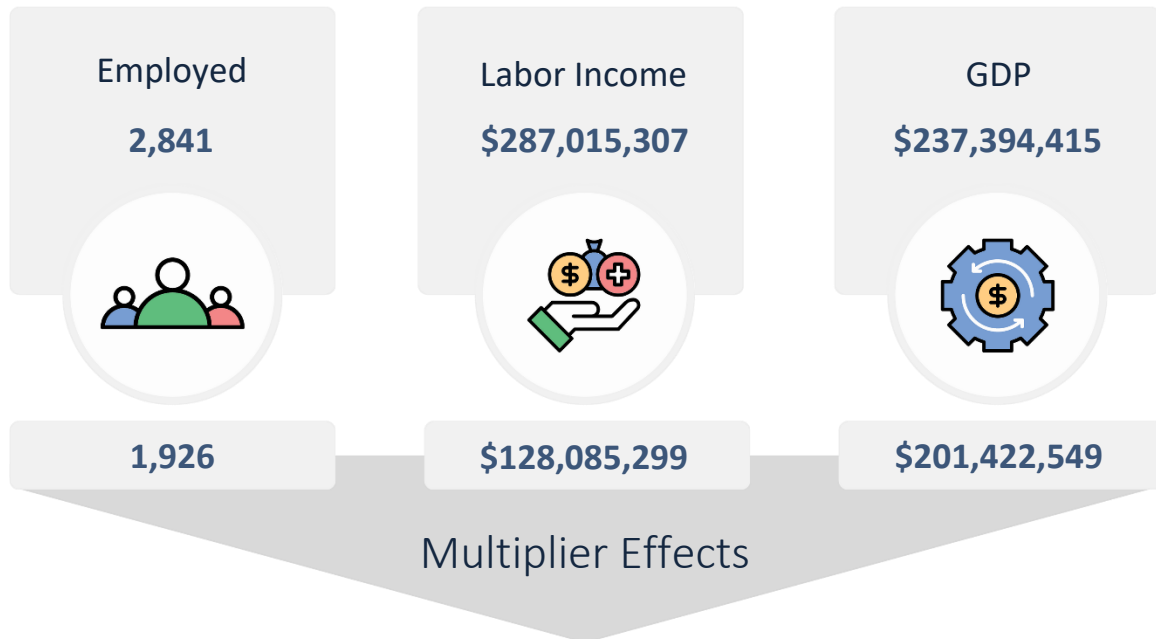 Employed
2,841
Labor Income
$287,015,307
GDP
$237,394,415
$
$
1,926
$128,085,299
$201,422,549
Multiplier Effects